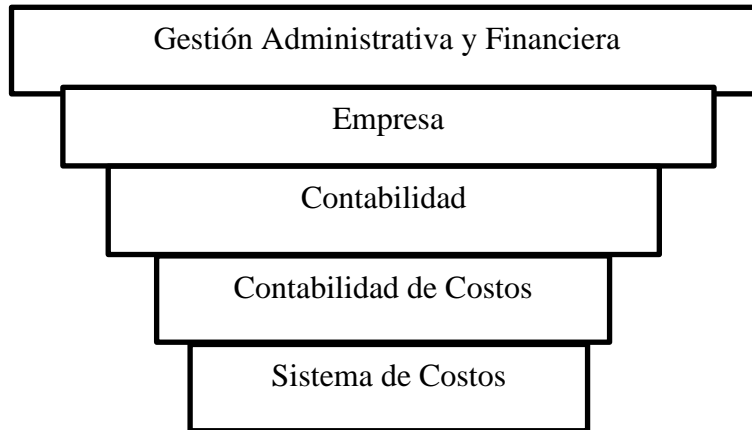 Gestión Administrativa y Financiera
Empresa
Contabilidad
Contabilidad de Costos
Sistema de Costos